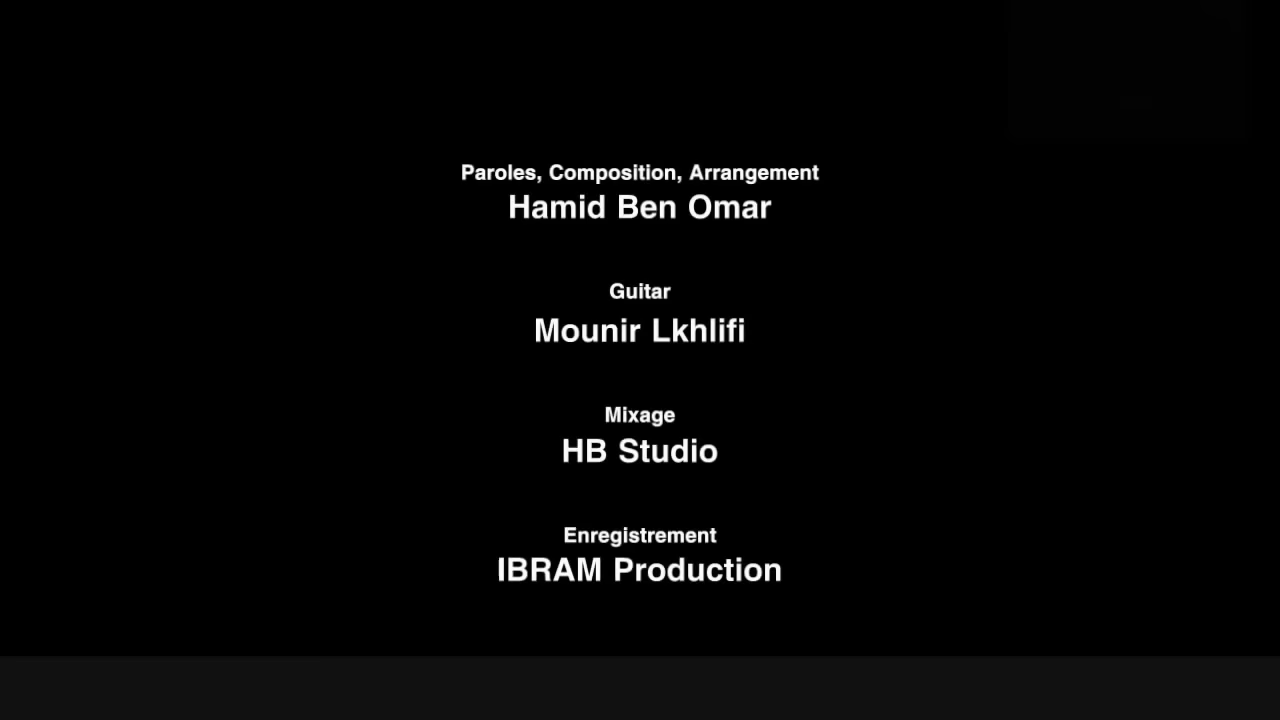 Paroles, Composition, Arrangement
Hamid Ben Omar
Guitar
Mounir Lkhlifi
Mixage
HB Studio
Enregistrement
IBRAM Production